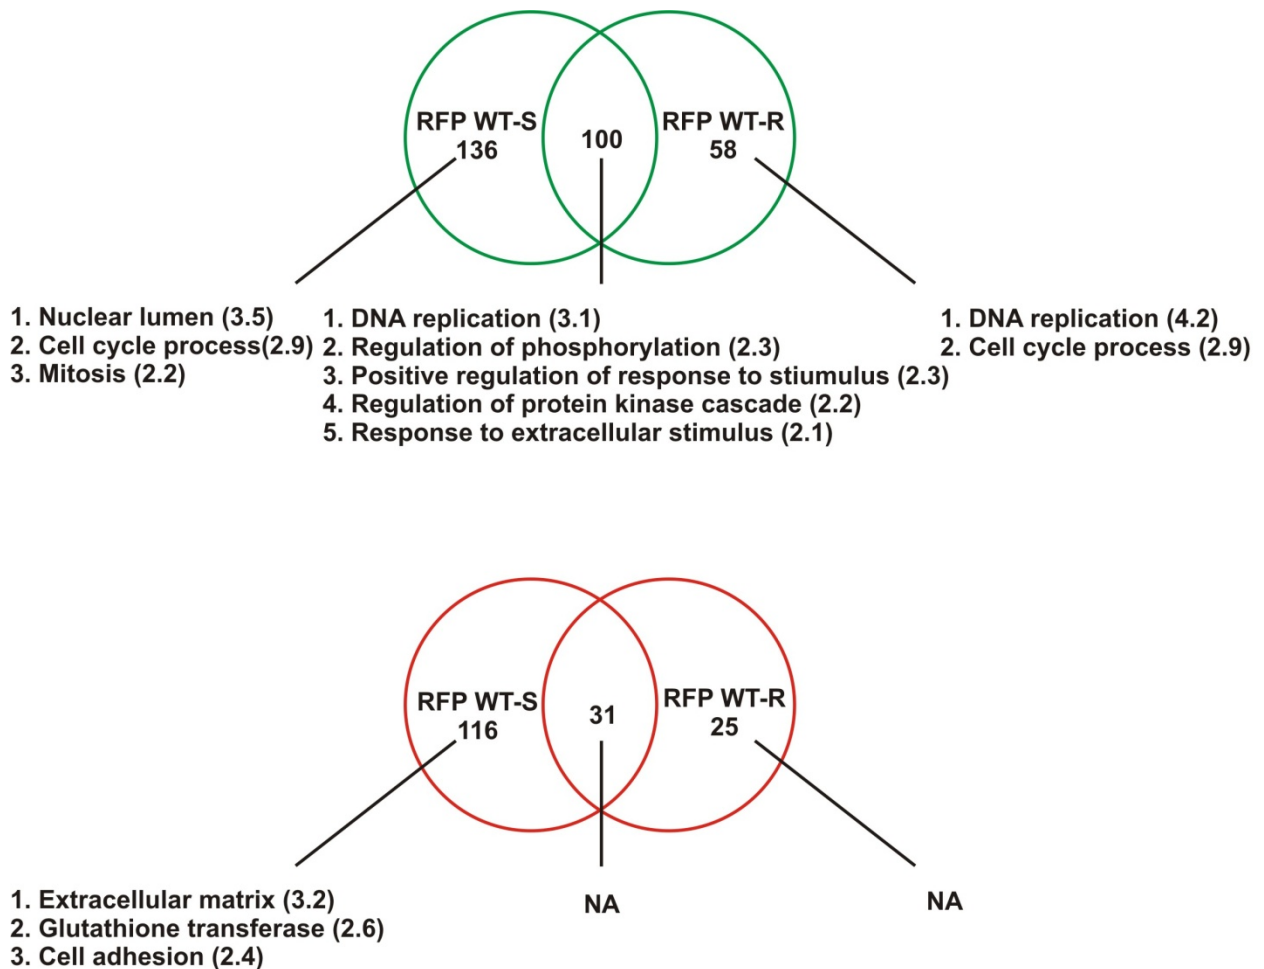 RFP WT-S
136
100
RFP WT-R
58
1. Nuclear lumen (3.5)
2. Cell cycle process(2.9)
3. Mitosis (2.2)
1. DNA replication (3.1)
2. Regulation of phosphorylation (2.3)
3. Positive regulation of response to stiumulus (2.3)
4. Regulation of protein kinase cascade (2.2)
5. Response to extracellular stimulus (2.1)
1. DNA replication (4.2)
2. Cell cycle process (2.9)
RFP WT-S
116
31
RFP WT-R
25
1. Extracellular matrix (3.2)
2. Glutathione transferase (2.6)
3. Cell adhesion (2.4)
NA
NA